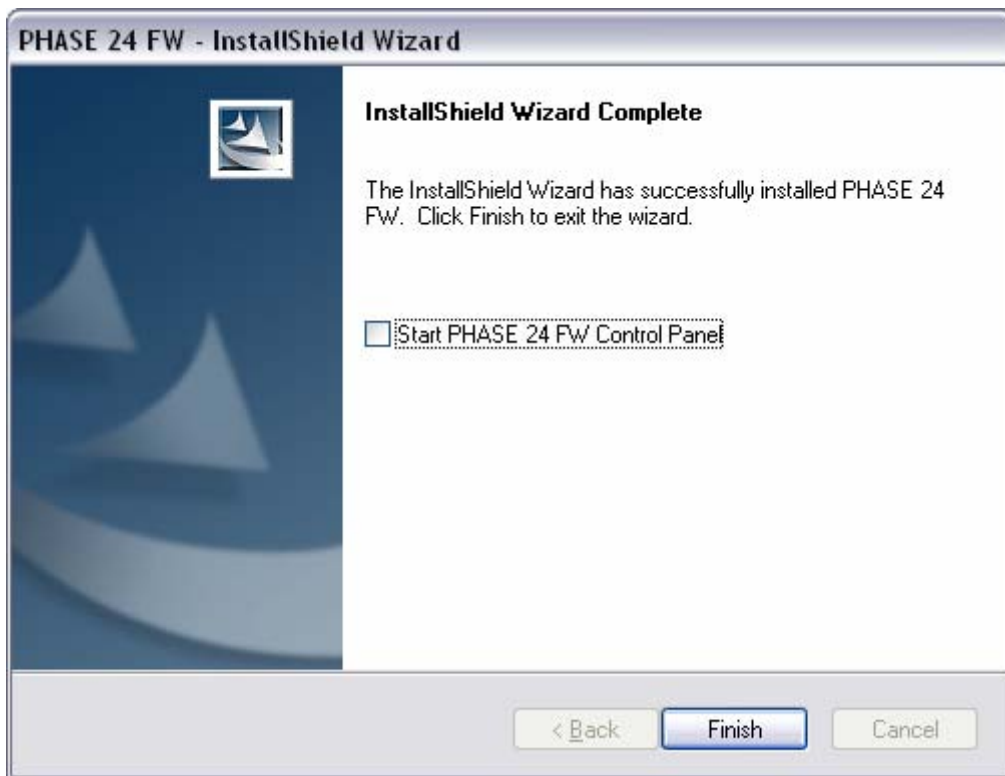 PHASE 24 FW - InstallShield Wizard
InstallShield Wizard Complete
The InstallShield Wizard has successfully installed PHASE 24
FW. Click Finish to exit the wizard.
Start PHASE 24 FW Control Panel
< Back Finish Cancel